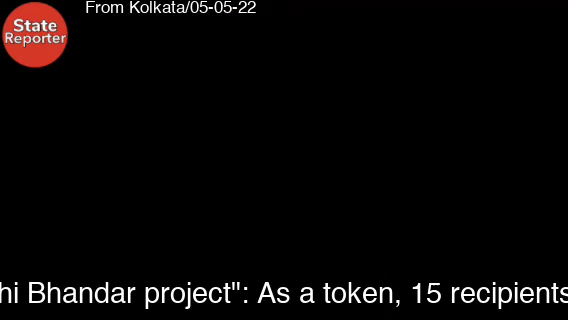 From Kolkata/05-05-22
State
Reporter
hi Bhandar project": As a token, 15 recipients